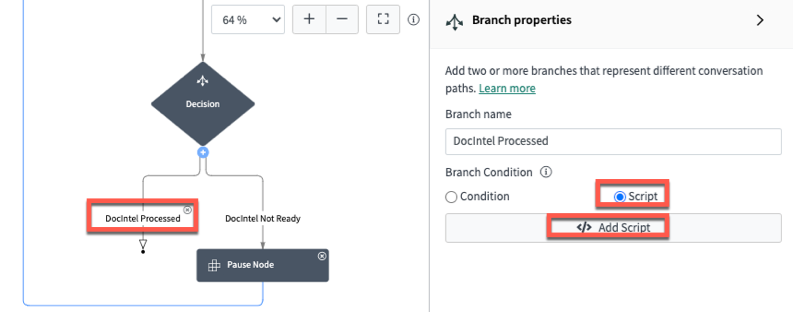 64 %
Decision
DocIntel Processed
DocIntel Not Ready
Pause Node
Branch properties
Add two or more branches that represent different conversation
paths. Learn more
Branch name
DocIntel Processed
Branch Condition
Condition
Script
</> Add Script